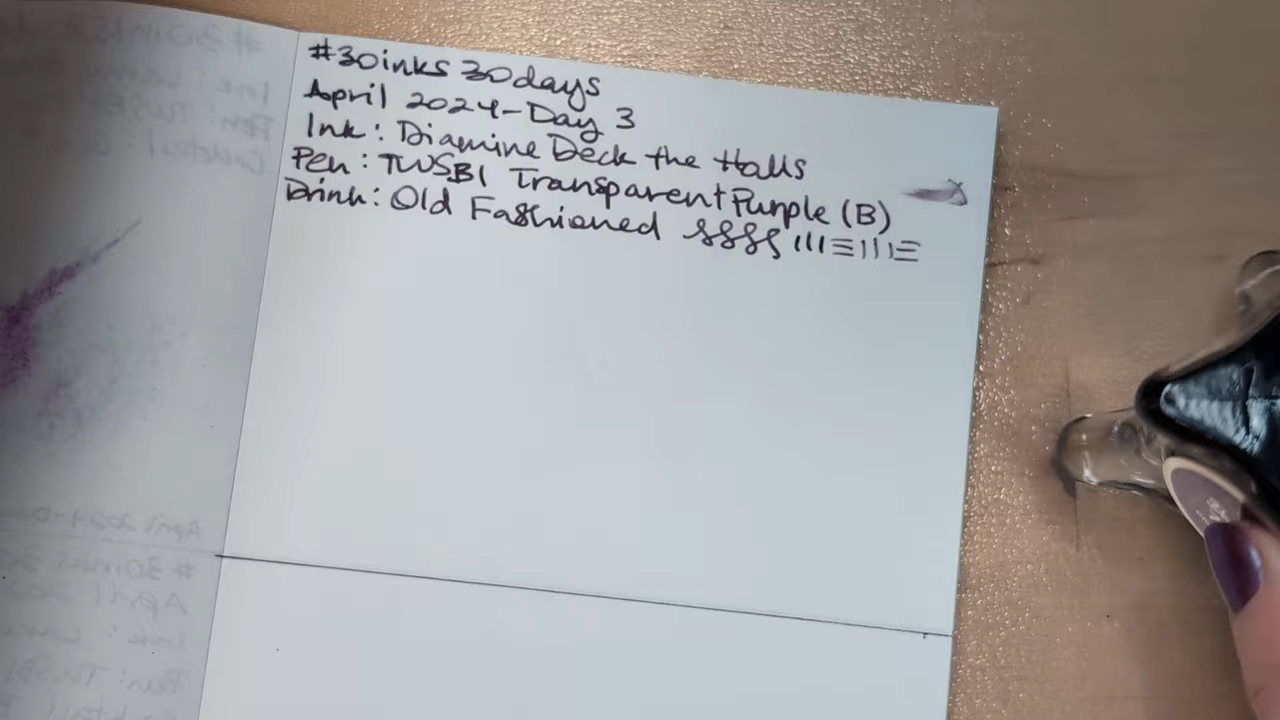 #30inks 30days
April 2024-Day 3
Ink: Diamine Deck the Halls
Pen: TWSBI Transparent Purple (B)
Drink: Old Fashioned